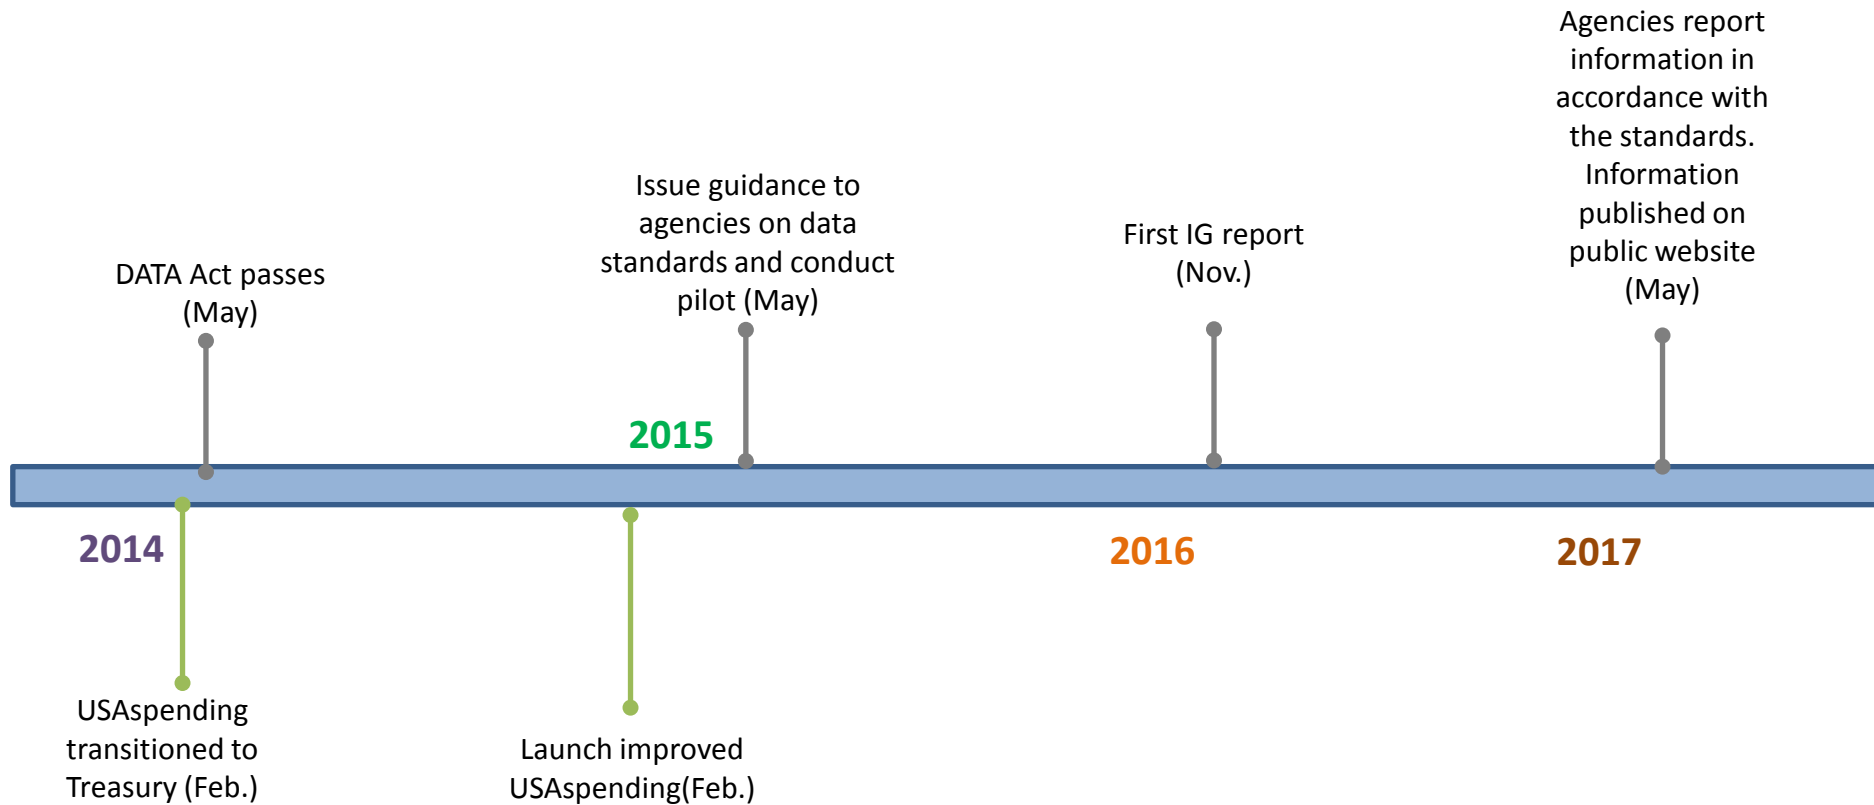 DATA Act passes
(May)
Issue guidance to
agencies on data
standards and conduct
pilot (May)
First IG report
(Nov.)
Agencies report
information in
accordance with
the standards.
Information
published on
public website
(May)
2015
2014
2016
2017
USAspending
transitioned to
Treasury (Feb.)
Launch improved
USAspending(Feb.)